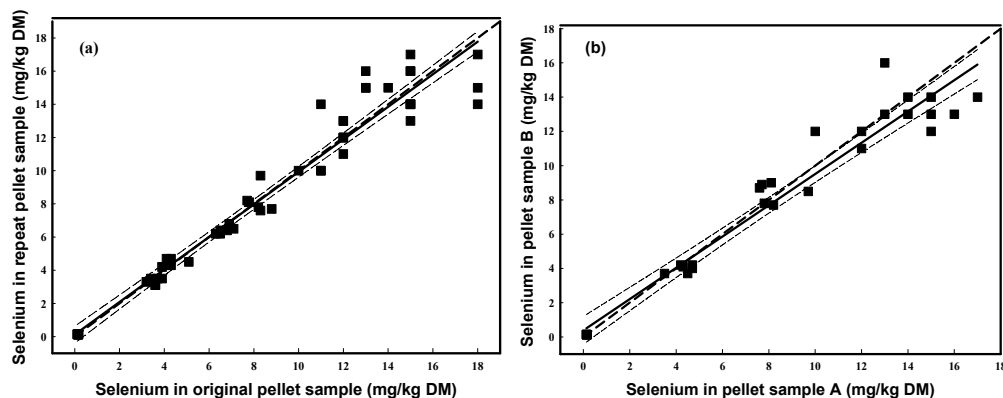 (a)
Selenium in repeat pellet sample (mg/kg DM)
18
16
14
12
10
8
6
4
2
0
0 2 4 6 8 10 12 14 16 18
Selenium in original pellet sample (mg/kg DM)
(b)
Selenium in pellet sample B (mg/kg DM)
18
16
14
12
10
8
6
4
2
0
0 2 4 6 8 10 12 14 16 18
Selenium in pellet sample A (mg/kg DM)